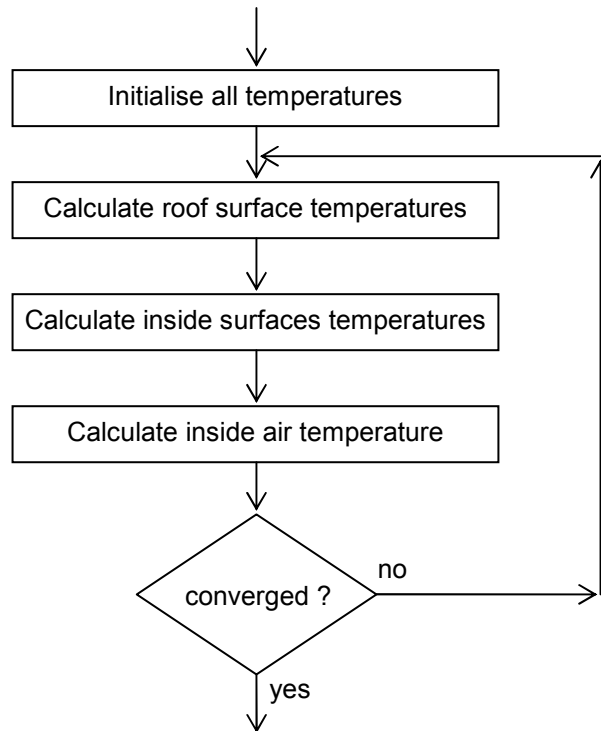 Initialise all temperatures
Calculate roof surface temperatures
Calculate inside surfaces temperatures
Calculate inside air temperature
converged ?
no
yes